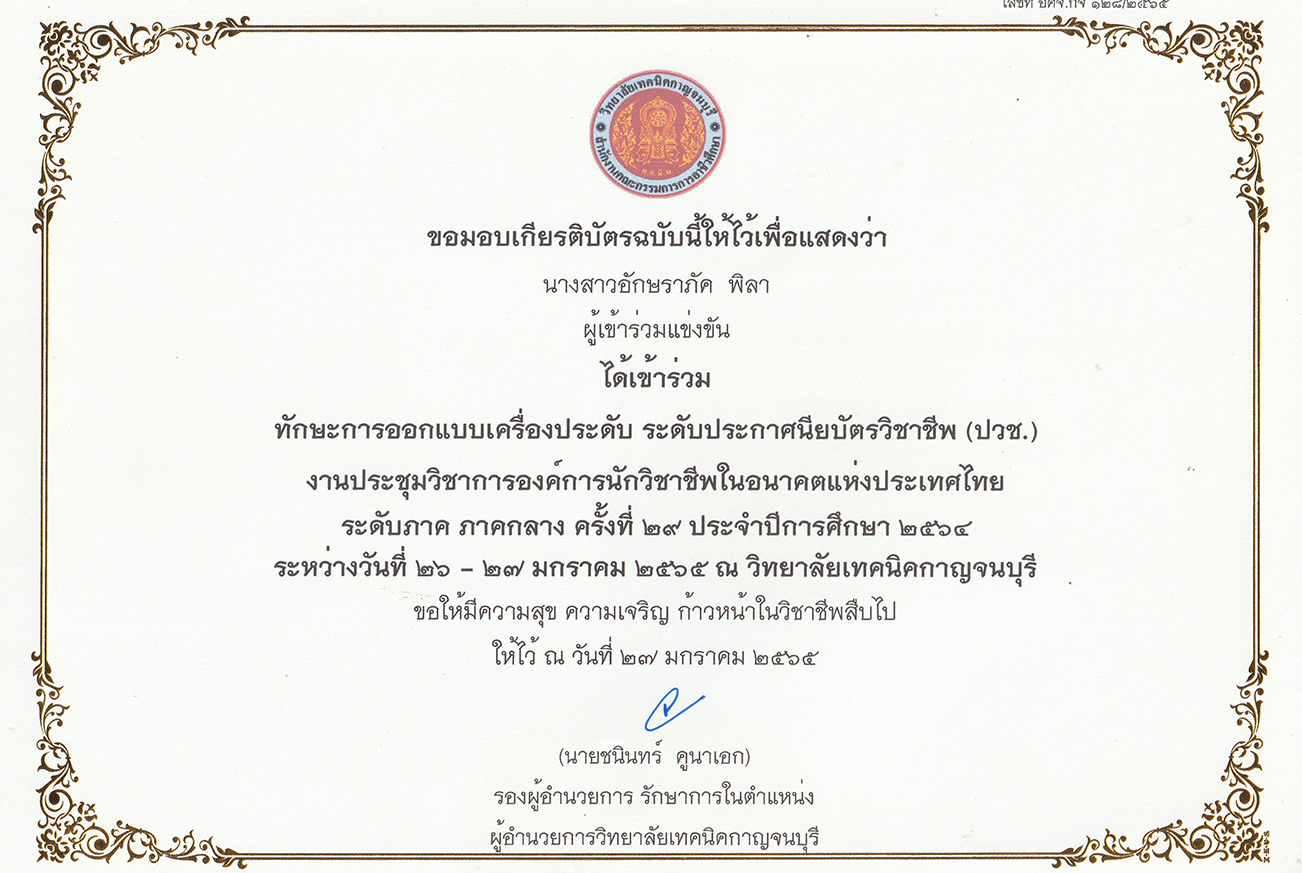 เลขที่ อศจ.กจ ๑๒๘/๒๕๖๕
วิทยาลัยเทคนิคกาญจนบุรี
สำนักงานคณะกรรมการการอาชีวศึกษา
ขอมอบเกียรติบัตรฉบับนี้ให้ไว้เพื่อแสดงว่า
นางสาวอักษราภัค พิลา
ผู้เข้าร่วมแข่งขัน
ได้เข้าร่วม
ทักษะการออกแบบเครื่องประดับ ระดับประกาศนียบัตรวิชาชีพ (ปวช.)
งานประชุมวิชาการองค์การนักวิชาชีพในอนาคตแห่งประเทศไทย
ระดับภาค ภาคกลาง ครั้งที่ ๒๙ ประจำปีการศึกษา ๒๕๖๔
ระหว่างวันที่ ๒๖ – ๒๗ มกราคม ๒๕๖๕ ณ วิทยาลัยเทคนิคกาญจนบุรี
ขอให้มีความสุข ความเจริญ ก้าวหน้าในวิชาชีพสืบไป
ให้ไว้ ณ วันที่ ๒๗ มกราคม ๒๕๖๕
(นายชนินทร์ คูนาเอก)
รองผู้อำนวยการ รักษาการในตำแหน่ง
ผู้อำนวยการวิทยาลัยเทคนิคกาญจนบุรี